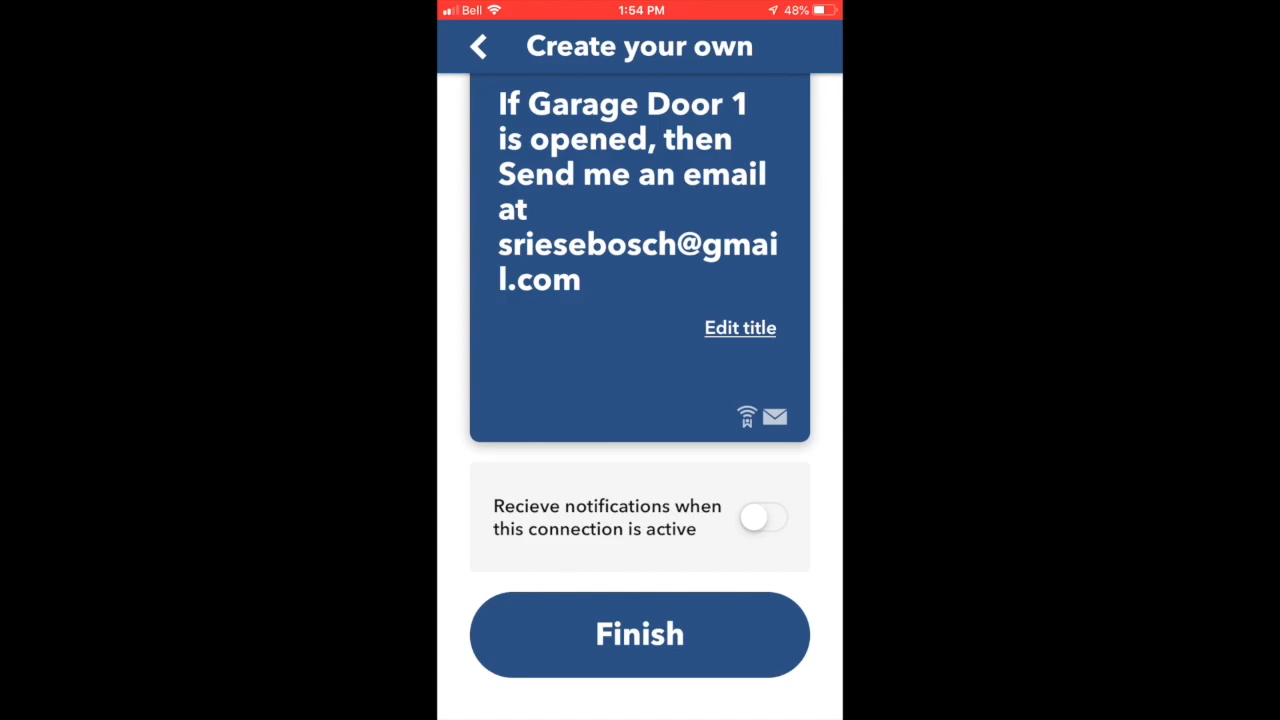 Bell 1:54 PM 48%
Create your own
If Garage Door 1
is opened, then
Send me an email
at
sriesebosch@gmai
l.com
Edit title
Recieve notifications when
this connection is active
Finish